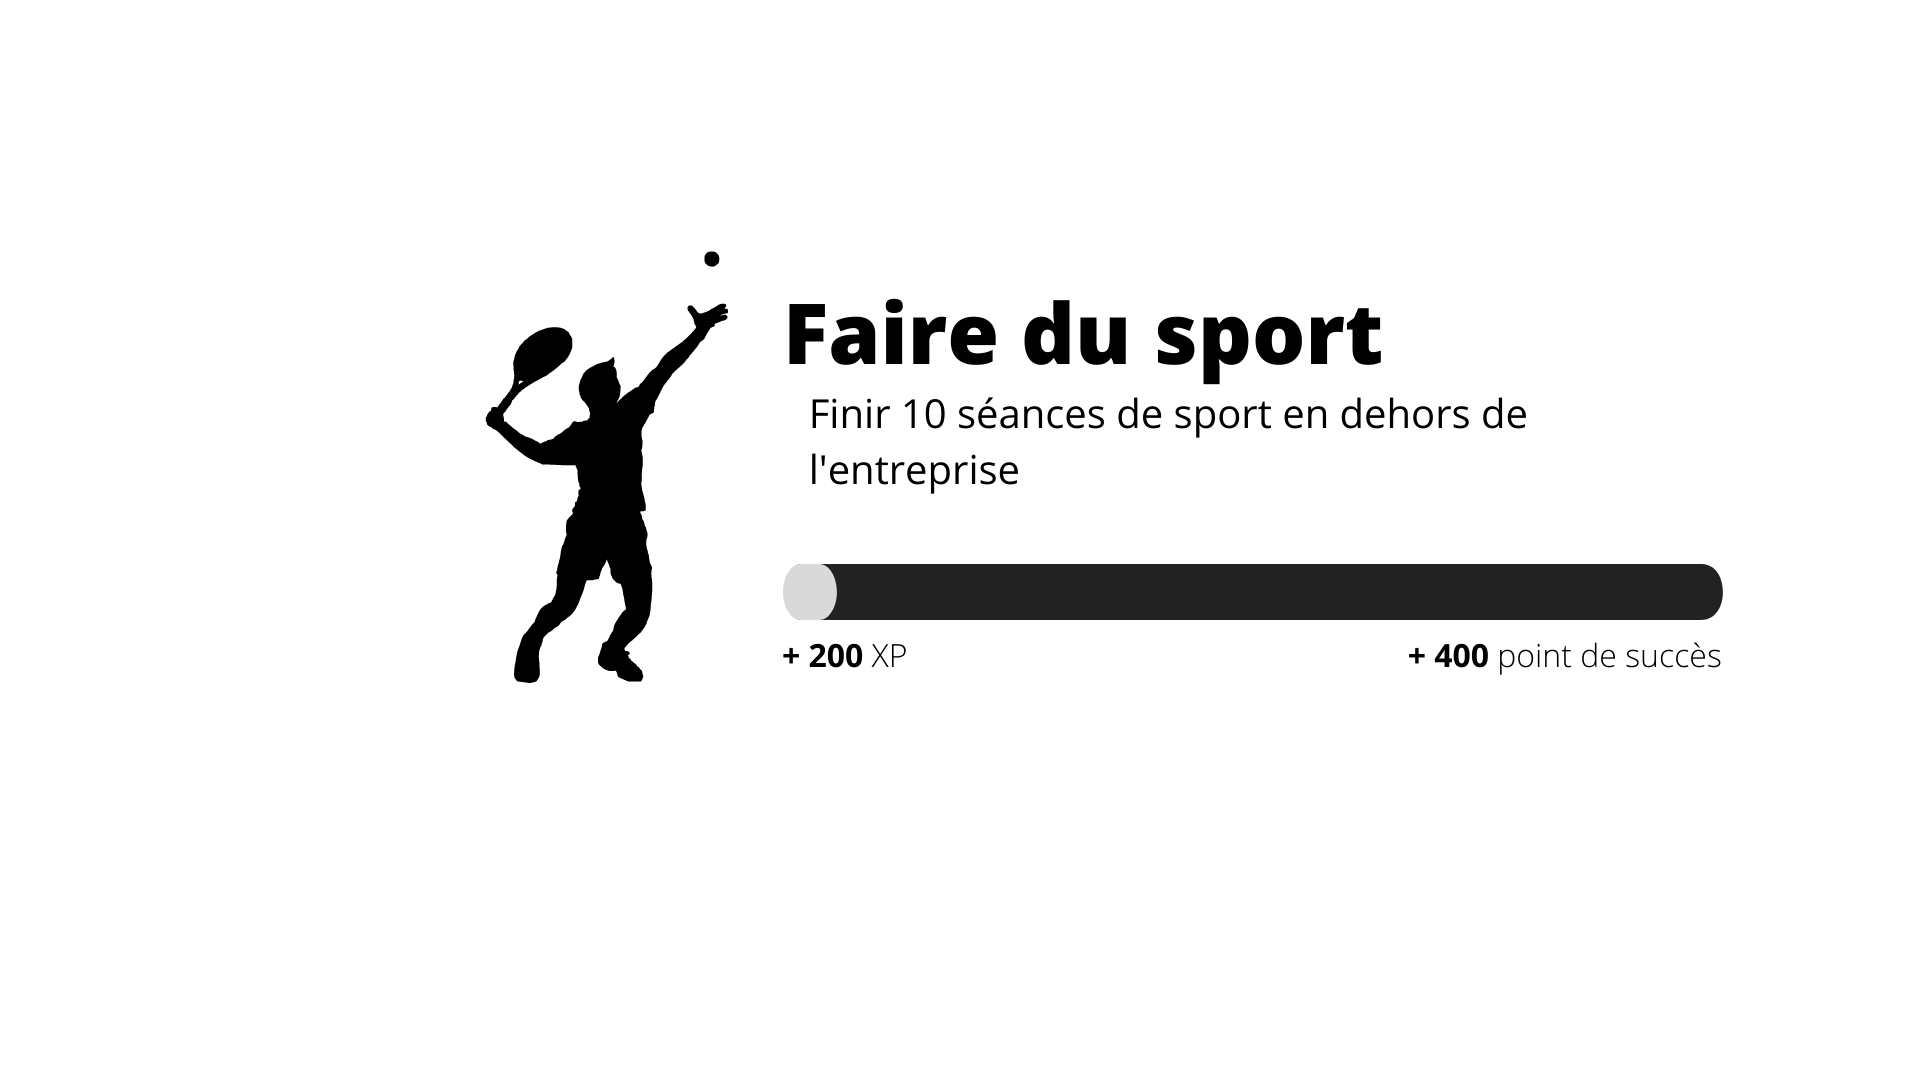 Faire du sport
Finir 10 séances de sport en dehors de
l'entreprise
+ 200 XP
+ 400 point de succès